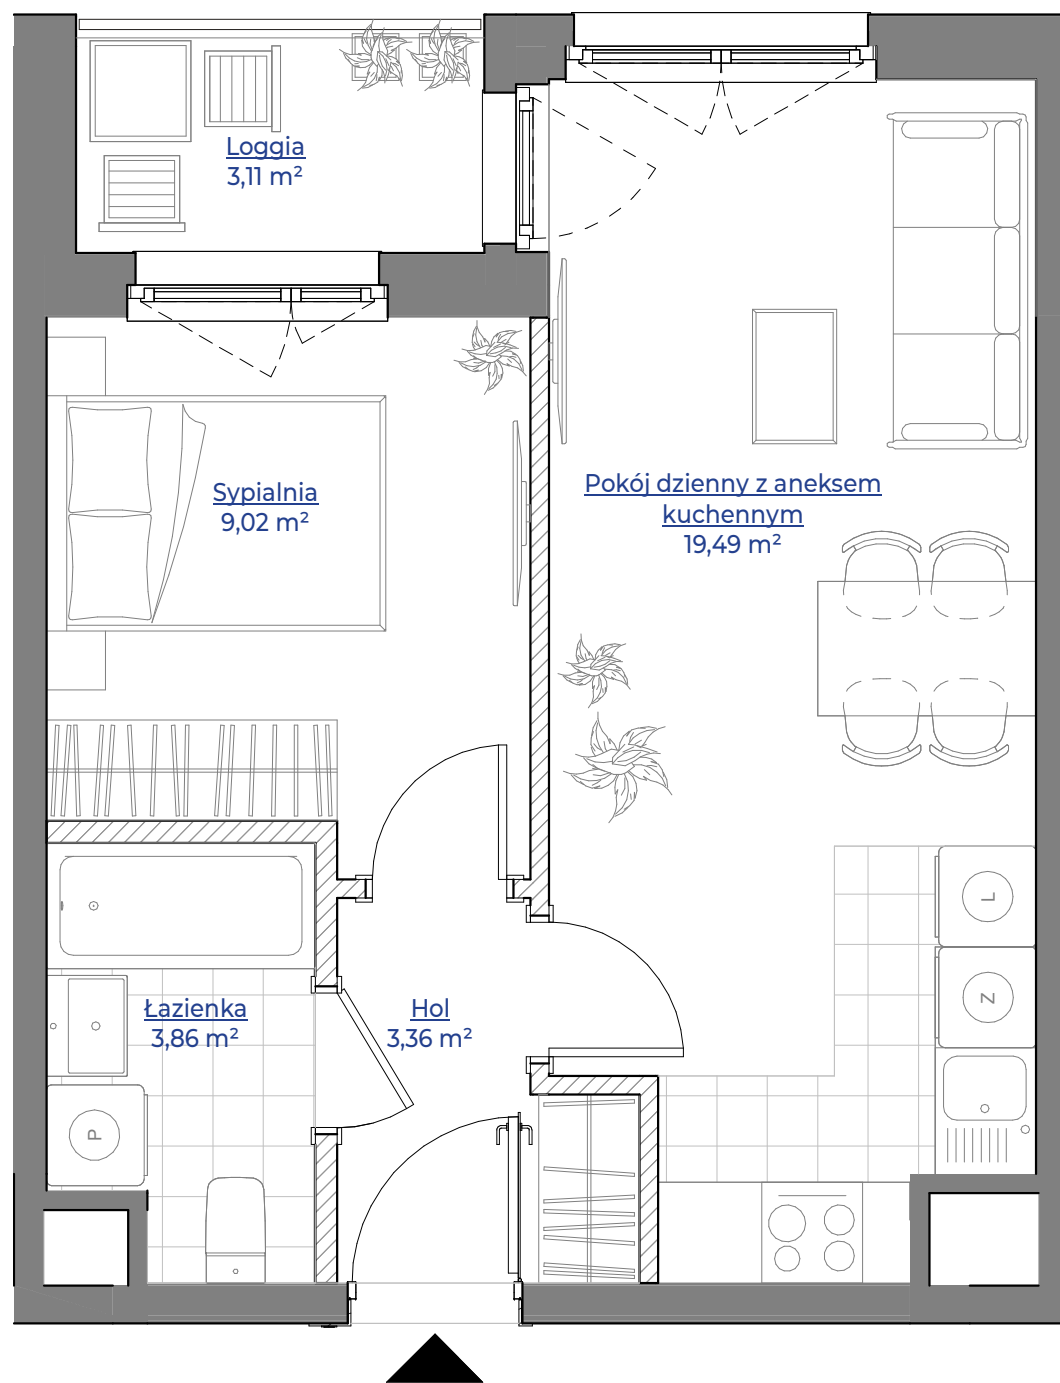 Loggia
3,11 m²
Sypialnia
9,02 m²
Pokój dzienny z aneksem
kuchennym
19,49 m²
L
Z
Łazienka
3,86 m²
Hol
3,36 m²
P